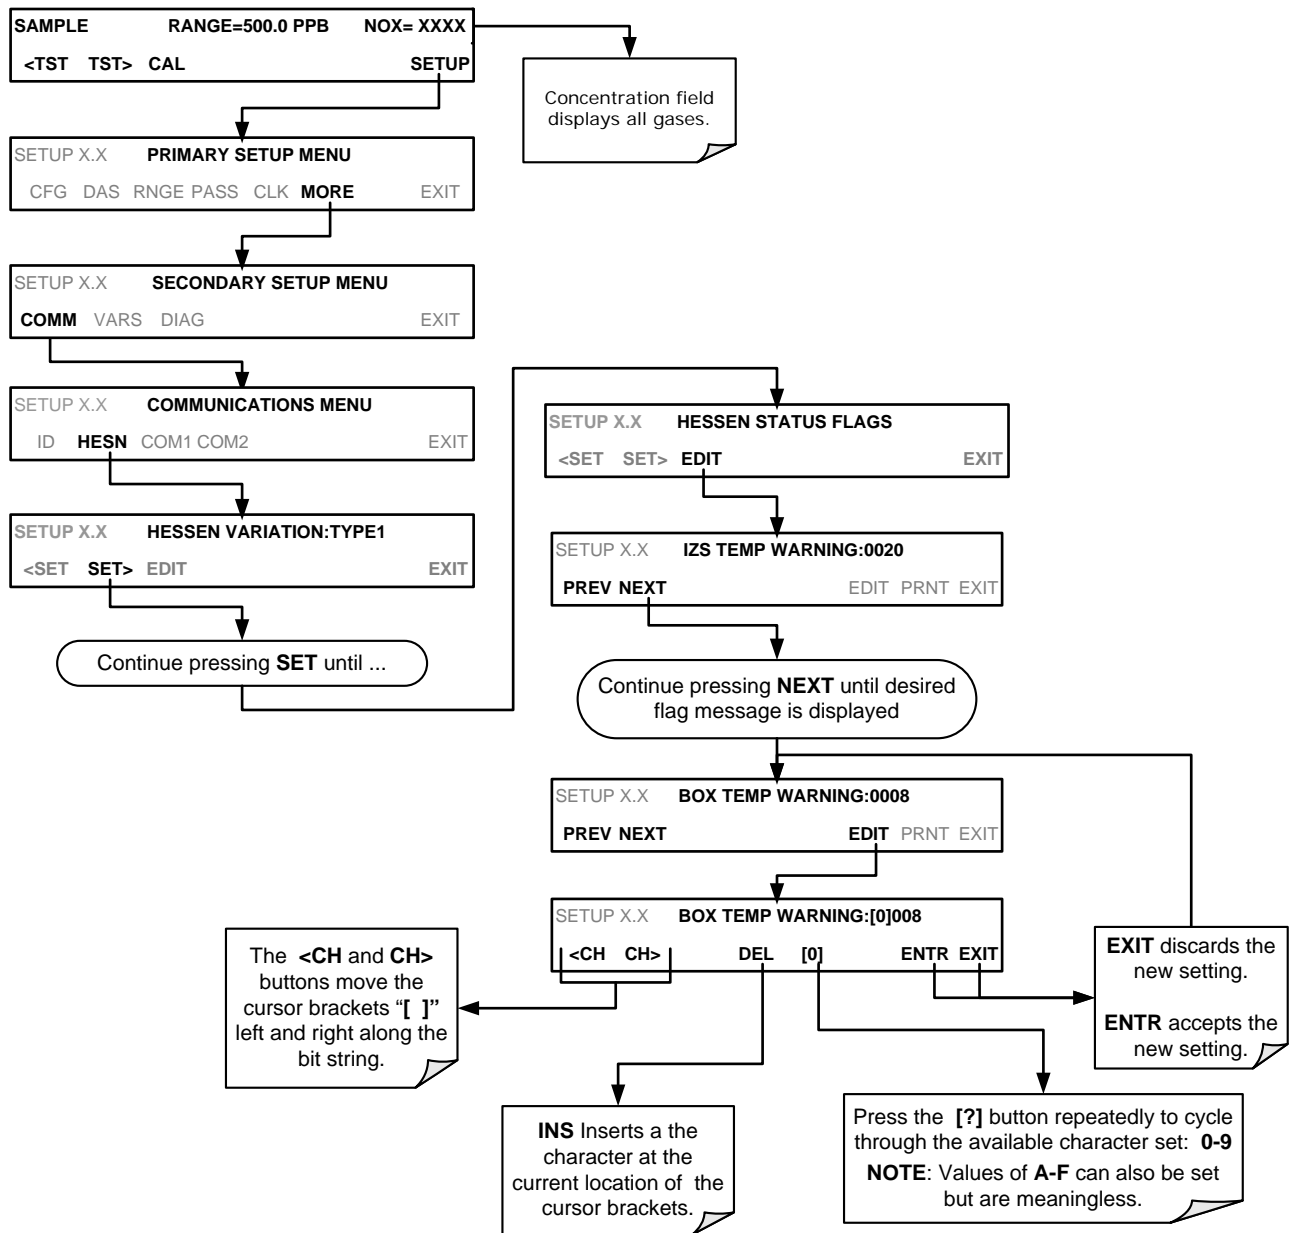 SAMPLE RANGE=500.0 PPB NOX= XXXX
<TST TST> CAL SETUP
Concentration field
displays all gases.
SETUP X.X PRIMARY SETUP MENU
CFG DAS RNGE PASS CLK MORE EXIT
SETUP X.X SECONDARY SETUP MENU
COMM VARS DIAG EXIT
SETUP X.X COMMUNICATIONS MENU
ID HESN COM1 COM2 EXIT
SETUP X.X HESSEN VARIATION:TYPE1
<SET SET> EDIT EXIT
Continue pressing SET until ...
SETUP X.X HESSEN STATUS FLAGS
<SET SET> EDIT EXIT
SETUP X.X IZS TEMP WARNING:0020
PREV NEXT EDIT PRNT EXIT
Continue pressing NEXT until desired
flag message is displayed
SETUP X.X BOX TEMP WARNING:0008
PREV NEXT EDIT PRNT EXIT
SETUP X.X BOX TEMP WARNING:[0]008
<CH CH> DEL [0] ENTR EXIT
The <CH and CH>
buttons move the
cursor brackets “[ ]”
left and right along the
bit string.
EXIT discards the
new setting.
ENTR accepts the
new setting.
INS Inserts a the
character at the
current location of the
cursor brackets.
Press the [?] button repeatedly to cycle
through the available character set: 0-9
NOTE: Values of A-F can also be set
but are meaningless.